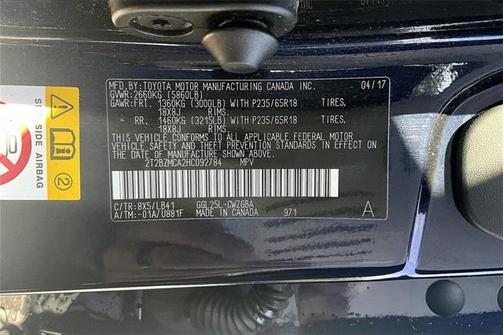 MFD. BY: TOYOTA MOTOR MANUFACTURING CANADA INC. 04/17
GVWR: 2660KG (5860LB)
GAWR: FRT. 1360KG (3000LB) WITH P235/65R18 TIRES,
18X8J RIMS,
RR. 1460KG (3215LB) WITH P235/65R18 TIRES,
18X8J RIMS,
THIS VEHICLE CONFORMS TO ALL APPLICABLE FEDERAL MOTOR
VEHICLE SAFETY AND THEFT PREVENTION STANDARDS IN EFFECT
ON THE DATE OF MANUFACTURE SHOWN ABOVE.
2T2BZMCA2HC092784 MPV
C/TR: 8X5/LB41 GGL25L-CWZGBA
A/TM: -01A/U881F MADE IN CANADA 971 A